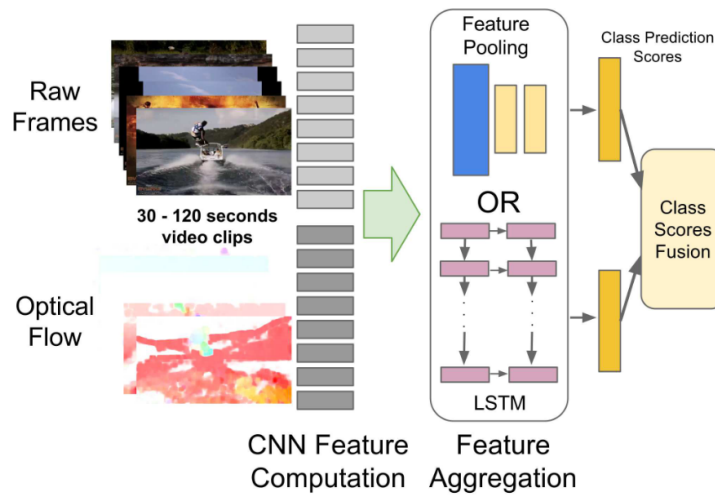 Raw
Frames
30 - 120 seconds
video clips
Optical
Flow
CNN Feature
Computation
Feature
Pooling
OR
LSTM
Feature
Aggregation
Class Prediction
Scores
Class
Scores
Fusion